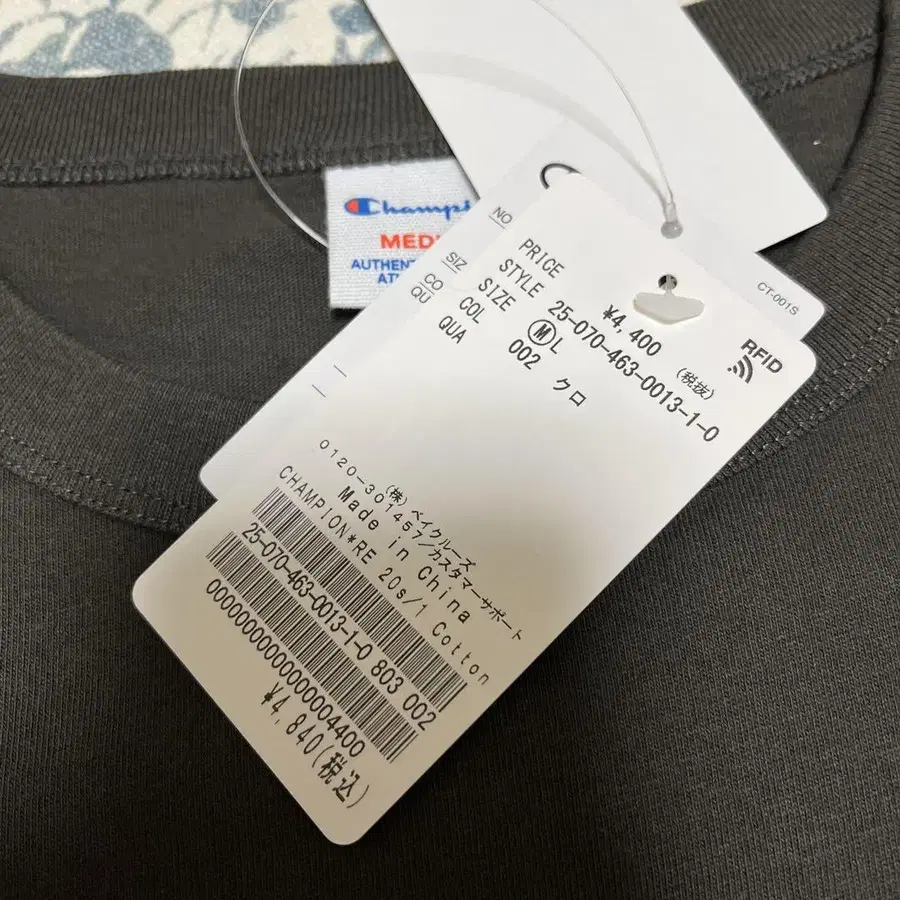 Champi
MEDI
AUTHENT
ATH
NO
SIZ
CO
QU
CT-001S
RFID
PRICE ¥4,400 (税抜)
STYLE 25-070-463-0013-1-0
SIZE Ⓜ L
COL 002 クロ
QUA
(株)ベイクルーズ
0120-301457/カスタマーサポート
Made in China
CHAMPION*RE 20s/1 Cotton
25-070-463-0013-1-0 803 002
0000000000000004400
¥4,840(税込)